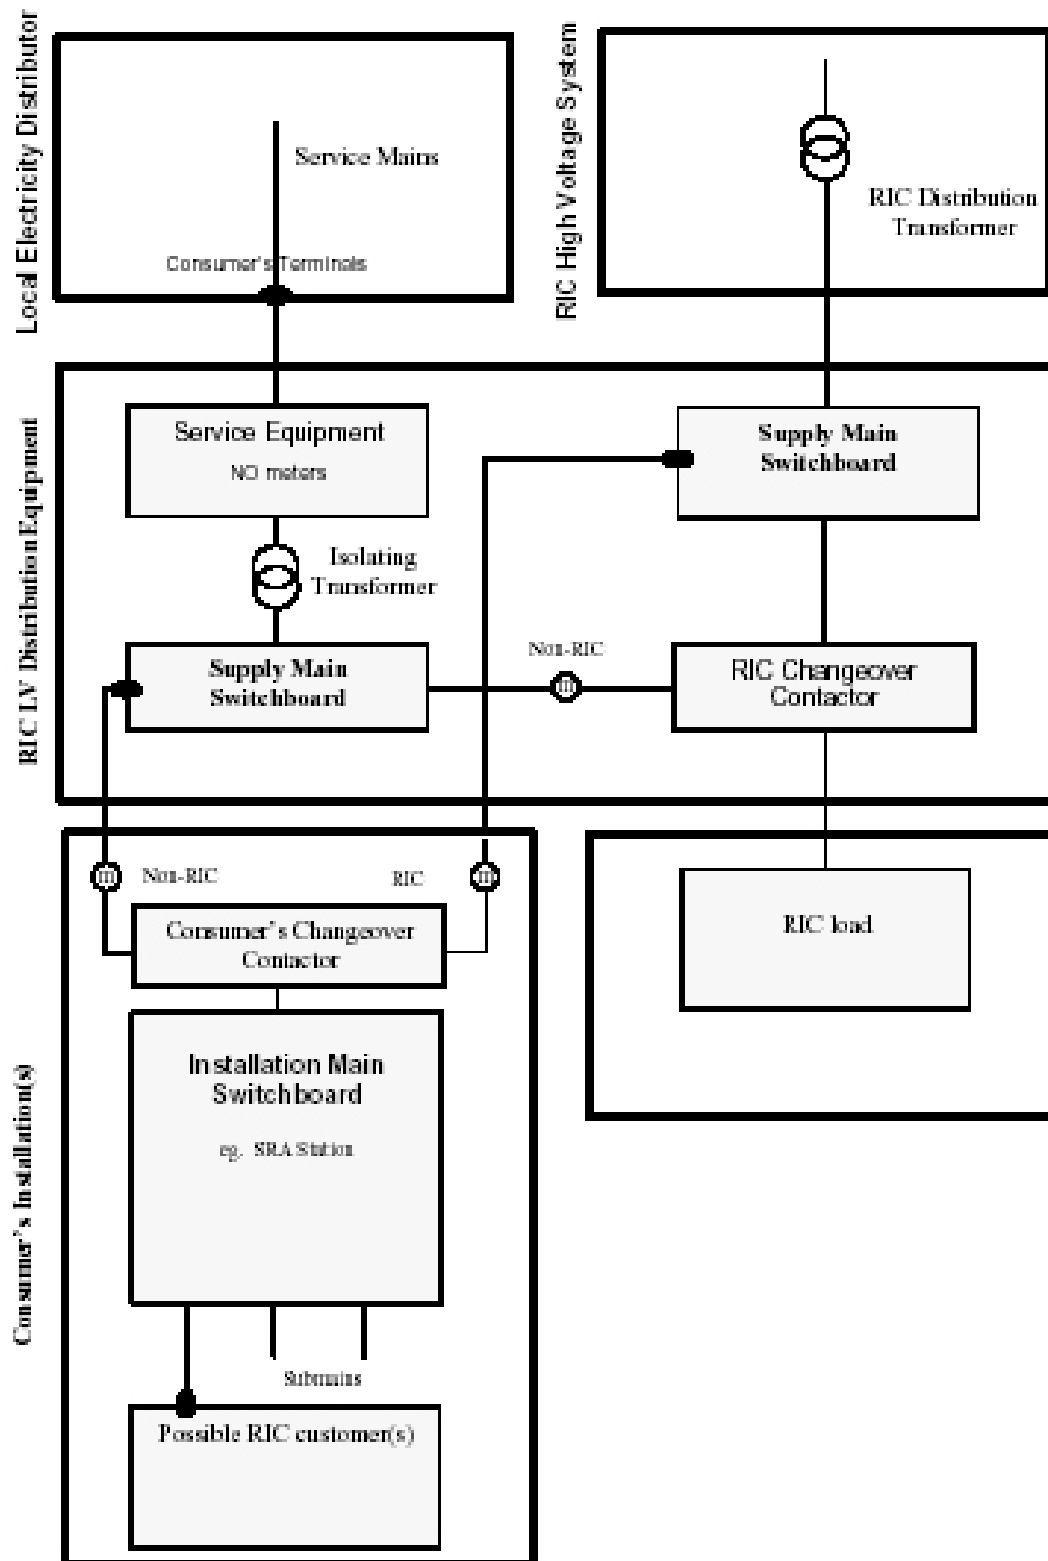 Local Electricity Distributor
Service Mains
Consumer's Terminals
RIC High Voltage System
RIC Distribution
Transformer
RIC LV Distribution Equipment
Service Equipment
NO meters
Isolating
Transformer
Supply Main
Switchboard
Supply Main
Switchboard
Non-RIC
m
RIC Changeover
Contactor
Consumer's Installation(s)
m
Non-RIC
RIC
m
Consumer's Changeover
Contactor
Installation Main
Switchboard
eg. SRA Station
Submains
Possible RIC customer(s)
RIC load